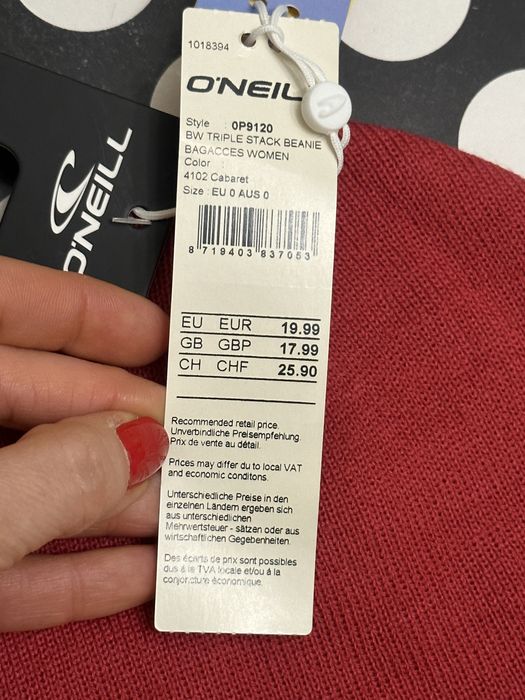 1018394
O'NEILL
O'NEIL
Style : 0P9120
BW TRIPLE STACK BEANIE
BAGACCES WOMEN
Color :
4102 Cabaret
Size : EU 0 AUS 0
8 719403 837053
EU EUR 19.99
GB GBP 17.99
CH CHF 25.90
Recommended retail price.
Unverbindliche Preisempfehlung.
Prix de vente au détail.
Prices may differ du to local VAT
and economic conditons.
Unterschiedliche Preise in den
einzelnen Ländern ergeben sich
aus unterschiedlichen
Mehrwertsteuer - sätzen oder aus
wirtschaftlichen Gegebenheiten.
Des écarts de prix sont possibles
dus à la TVA locale et/ou à la
conjoncture économique.